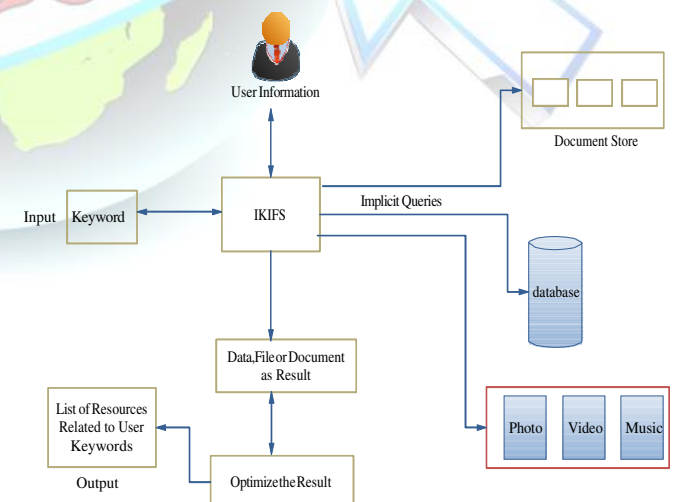 User Information
Document Store
Input
Keyword
IKIFS
Implicit Queries
database
Data,File or Document
as Result
List of Resources
Related to User
Keywords
Output
Optimize the Result
Photo
Video
Music